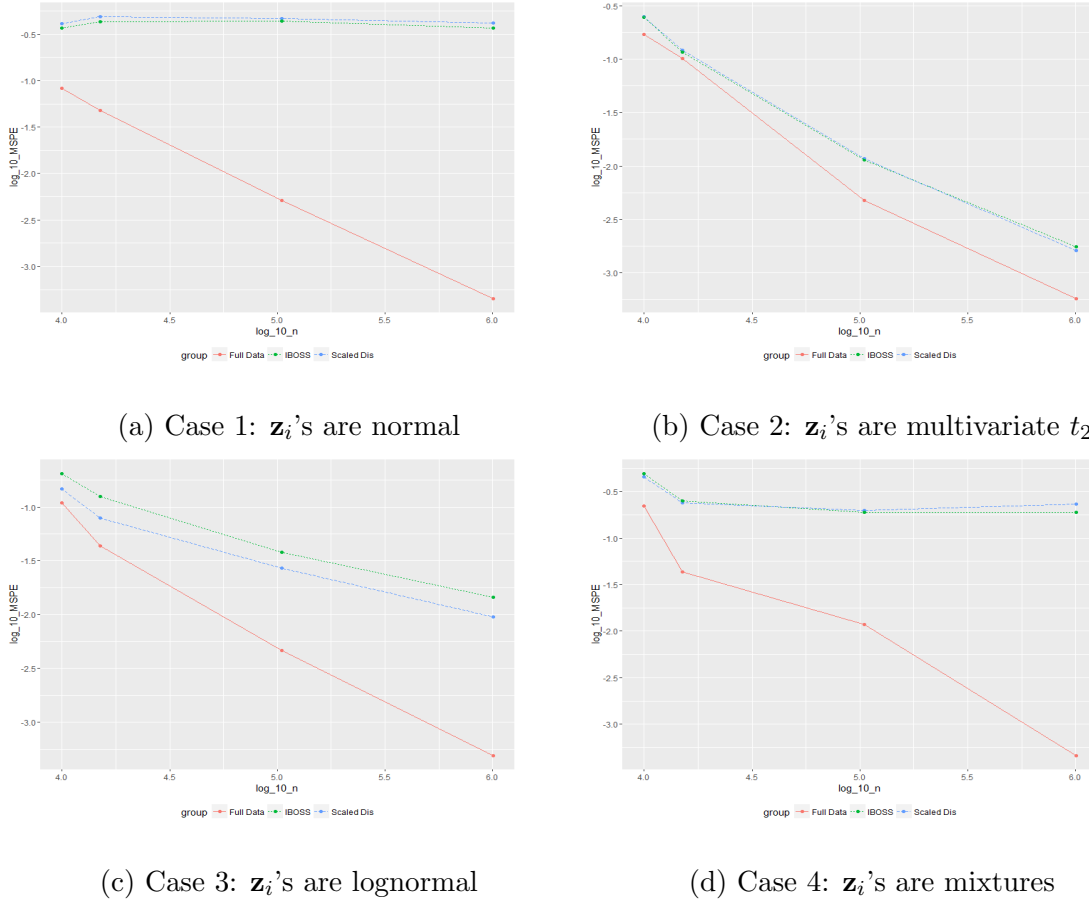 -0.5
-1.0
-1.5
-2.0
-2.5
-3.0
log_10_MSPE
4.0 4.5 5.0 5.5 6.0
log_10_n
group Full Data IBOSS Scaled Dis
(a) Case 1: 𝐳ᵢ's are normal
-0.5
-1.0
-1.5
-2.0
-2.5
-3.0
log_10_MSPE
4.0 4.5 5.0 5.5 6.0
log_10_n
group Full Data IBOSS Scaled Dis
(b) Case 2: 𝐳ᵢ's are multivariate t₂
-1.0
-1.5
-2.0
-2.5
-3.0
log_10_MSPE
4.0 4.5 5.0 5.5 6.0
log_10_n
group Full Data IBOSS Scaled Dis
(c) Case 3: 𝐳ᵢ's are lognormal
-0.5
-1.0
-1.5
-2.0
-2.5
-3.0
log_10_MSPE
4.0 4.5 5.0 5.5 6.0
log_10_n
group Full Data IBOSS Scaled Dis
(d) Case 4: 𝐳ᵢ's are mixtures